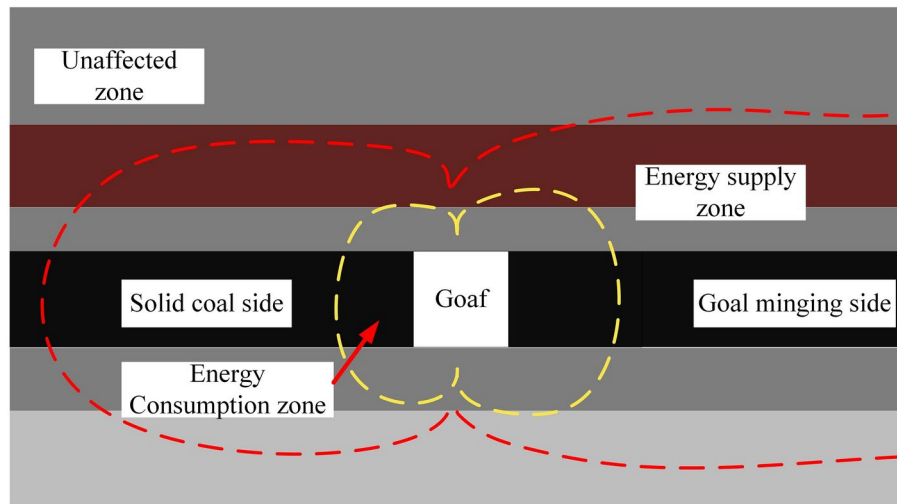 Unaffected
zone
Energy supply
zone
Solid coal side
Goaf
Goal minging side
Energy
Consumption zone